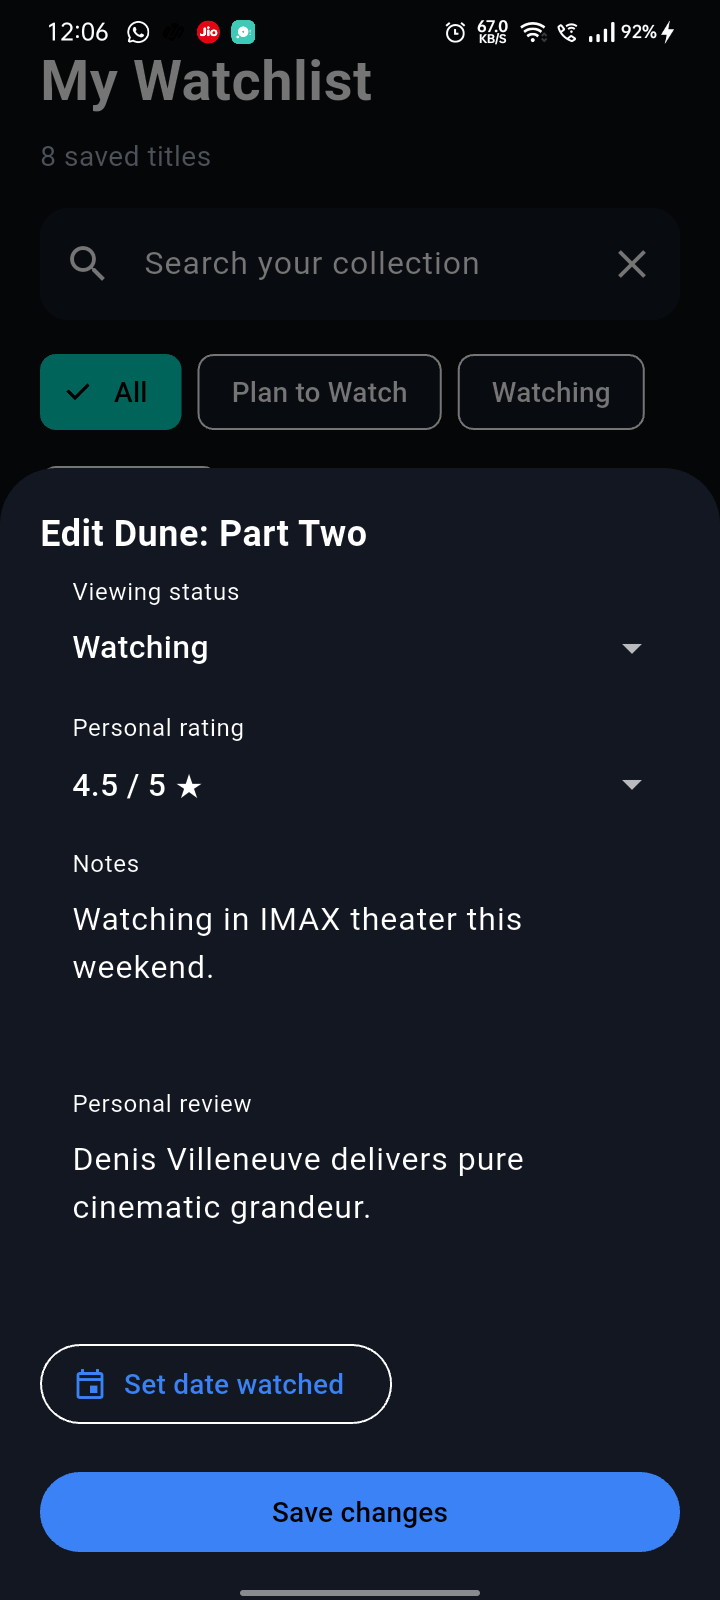 12:06
Jio
67.0
KB/S
92%
My Watchlist
8 saved titles
Search your collection
All
Plan to Watch
Watching
Edit Dune: Part Two
Viewing status
Watching
Personal rating
4.5 / 5 ★
Notes
Watching in IMAX theater this
weekend.
Personal review
Denis Villeneuve delivers pure
cinematic grandeur.
Set date watched
Save changes